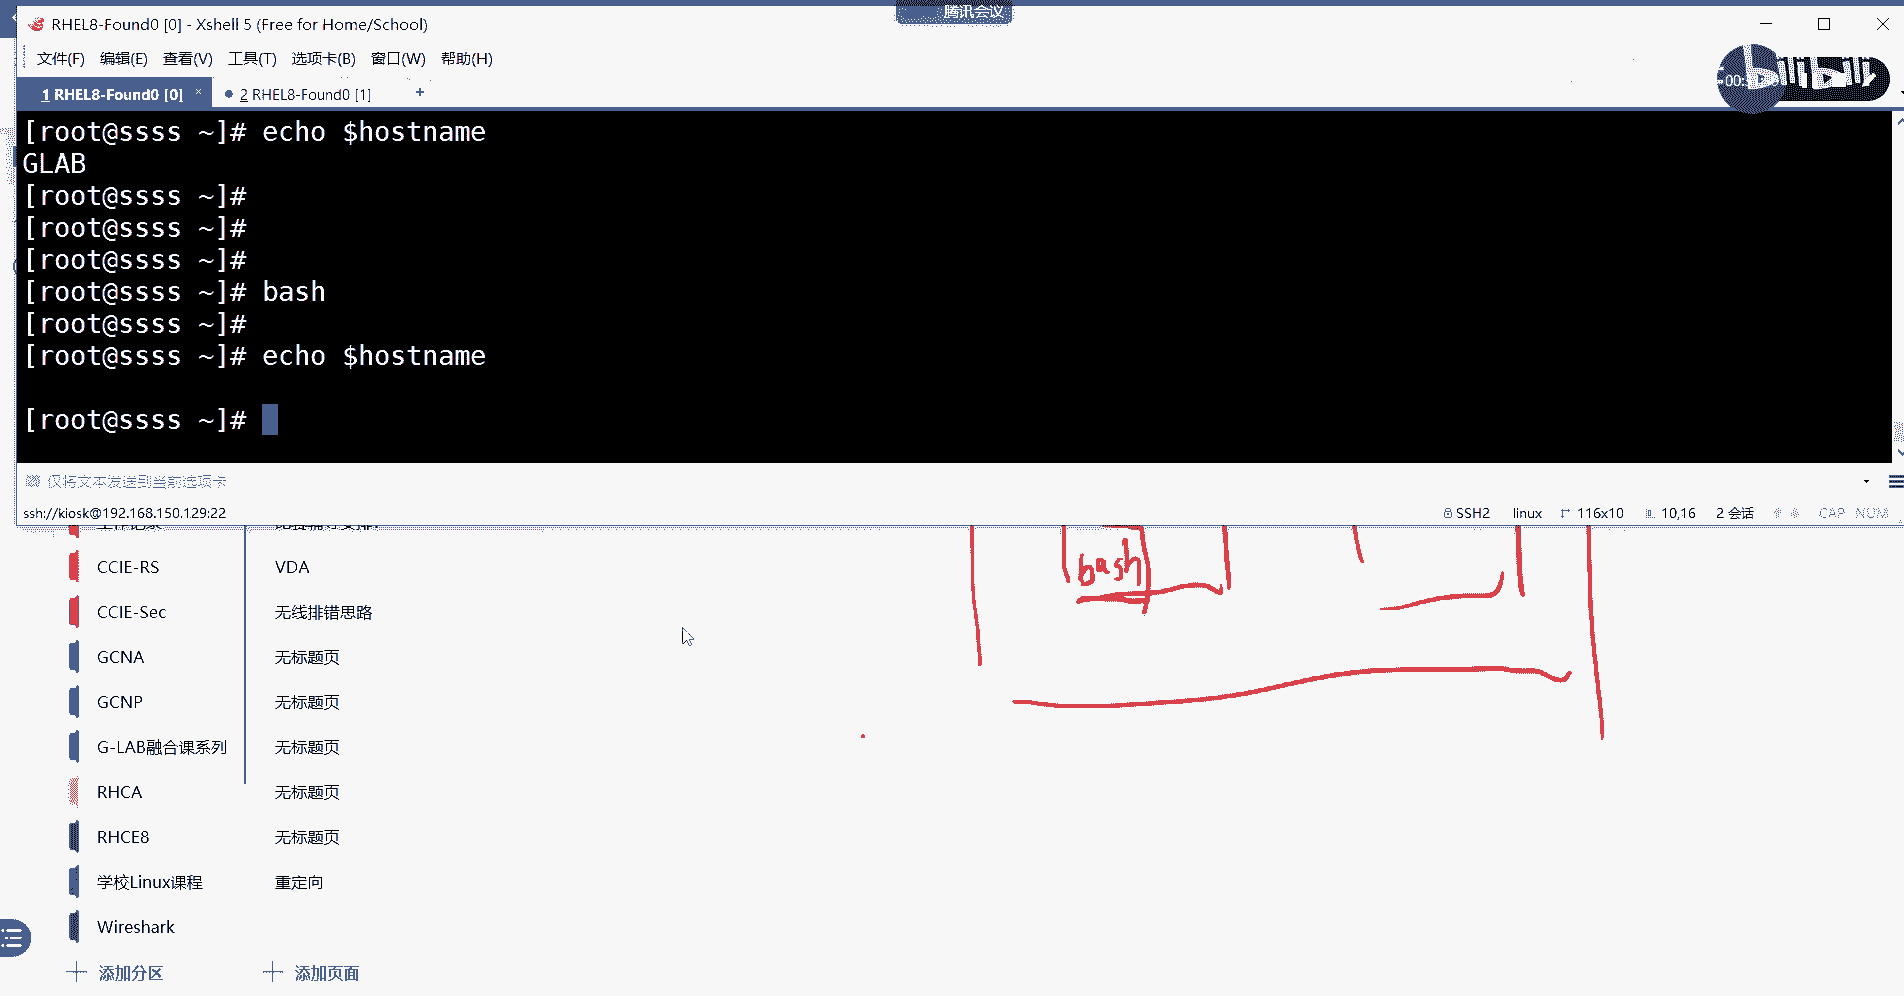 腾讯会议
RHEL8-Found0 [0] - Xshell 5 (Free for Home/School)
文件(F) 编辑(E) 查看(V) 工具(T) 选项卡(B) 窗口(W) 帮助(H)
1 RHEL8-Found0 [0] × 2 RHEL8-Found0 [1] +
[root@ssss ~]# echo $hostname
GLAB
[root@ssss ~]#
[root@ssss ~]#
[root@ssss ~]#
[root@ssss ~]# bash
[root@ssss ~]#
[root@ssss ~]# echo $hostname
[root@ssss ~]#
仅将文本发送到当前选项卡
ssh://kiosk@192.168.150.129:22 SSH2 linux 116x10 10,16 2 会话 CAP NUM
bash
CCIE-RS VDA
CCIE-Sec 无线排错思路
GCNA 无标题页
GCNP 无标题页
G-LAB融合课系列 无标题页
RHCA 无标题页
RHCE8 无标题页
学校Linux课程 重定向
Wireshark
添加分区 添加页面